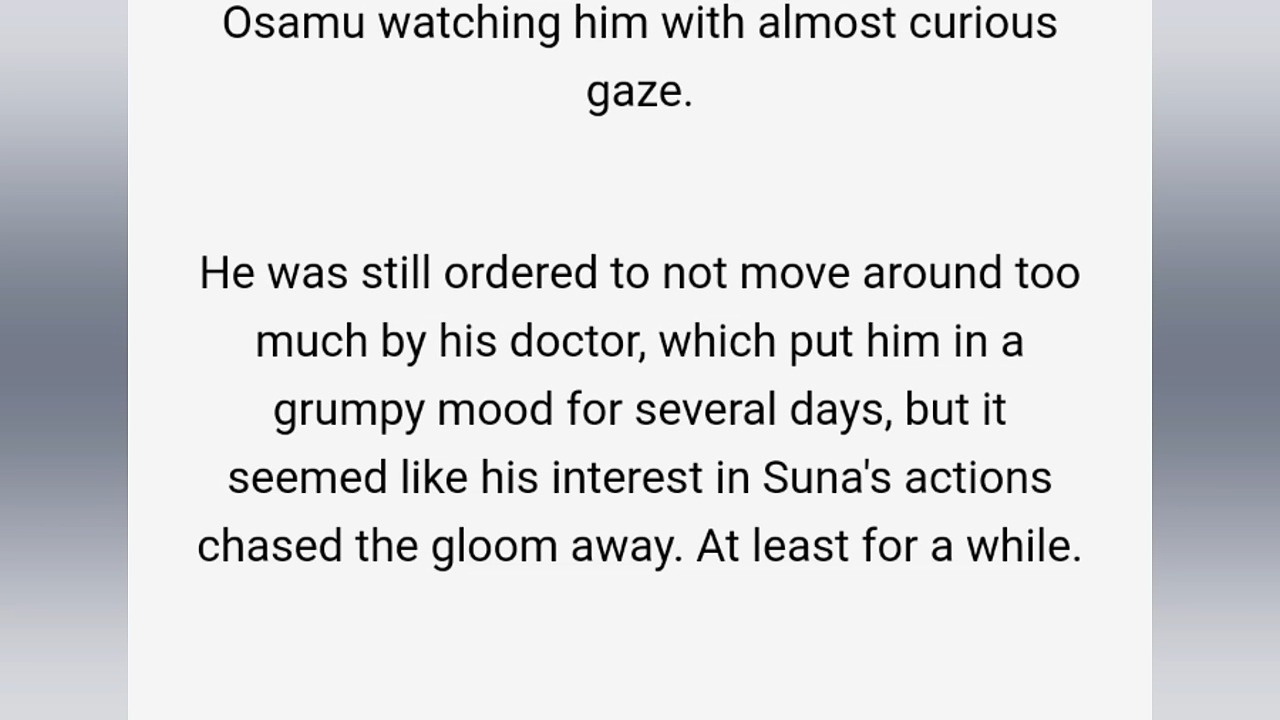 Osamu watching him with almost curious
gaze.
He was still ordered to not move around too
much by his doctor, which put him in a
grumpy mood for several days, but it
seemed like his interest in Suna's actions
chased the gloom away. At least for a while.